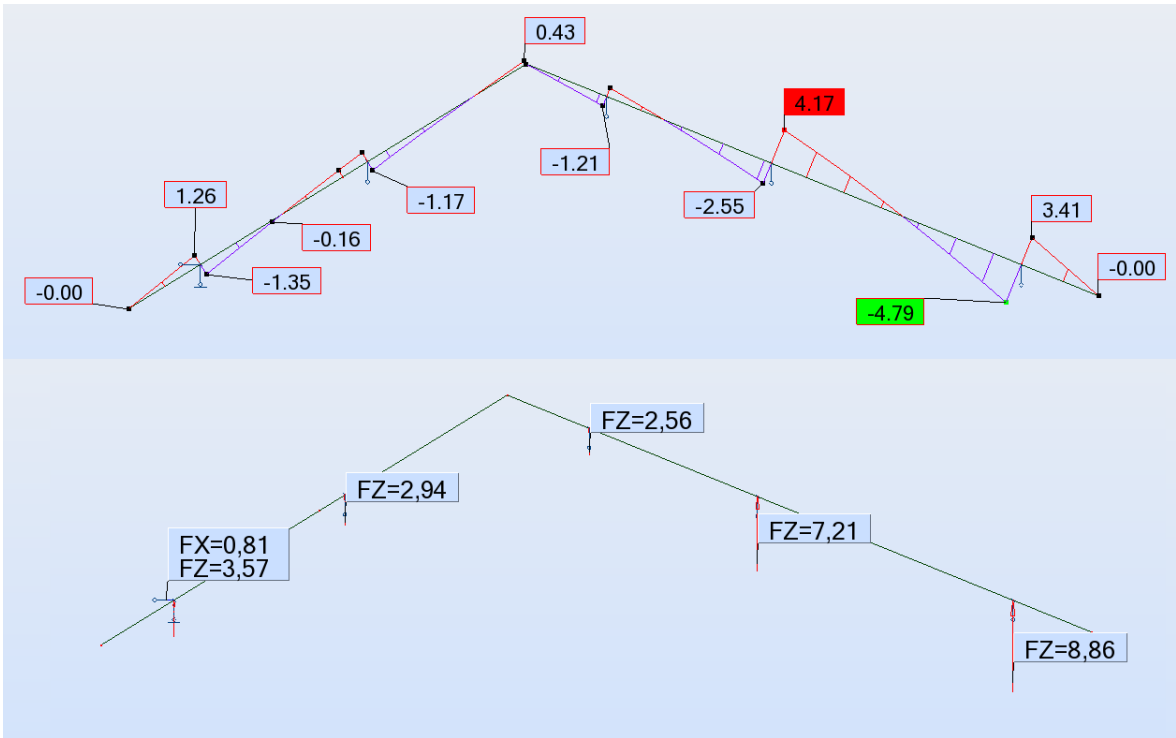 0.43
4.17
-1.21
1.26
-1.17
-2.55
3.41
-0.16
-0.00
-1.35
-0.00
-4.79
FZ=2,56
FZ=2,94
FZ=7,21
FX=0,81
FZ=3,57
FZ=8,86